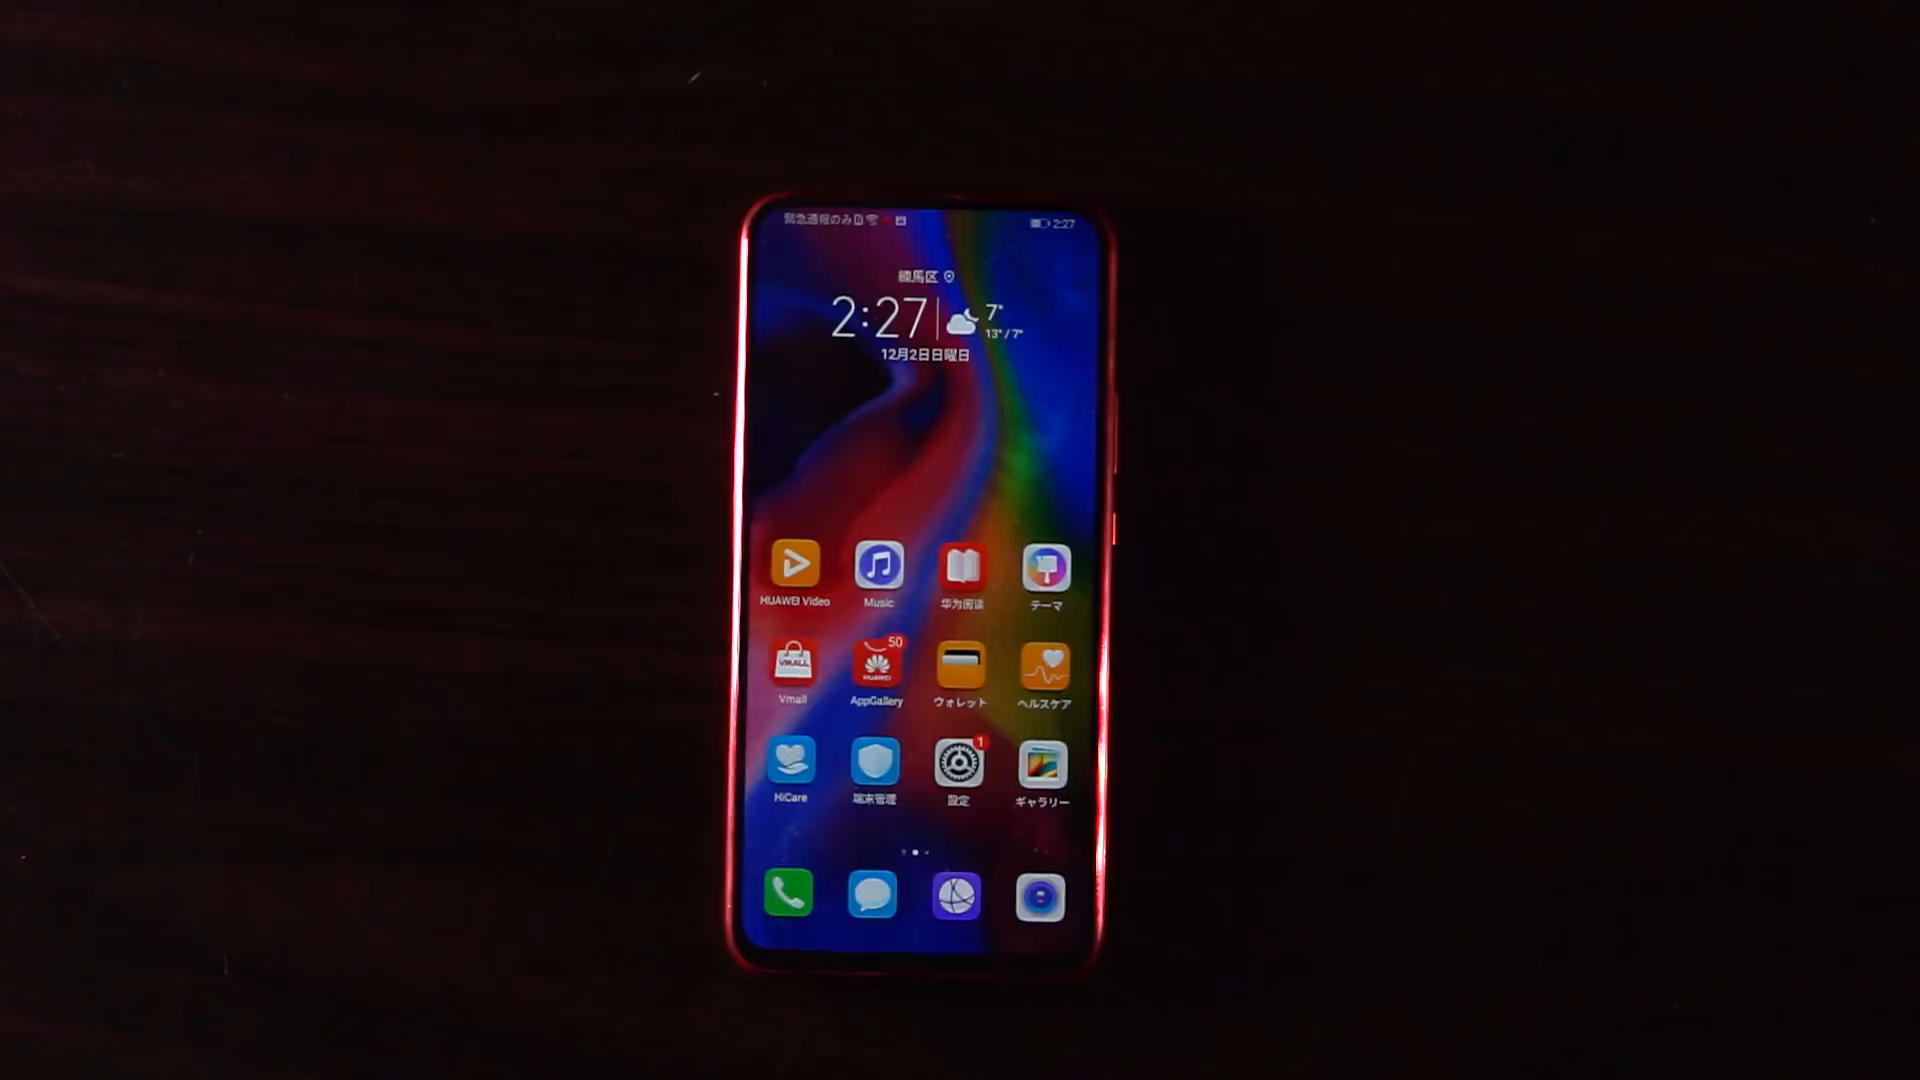 緊急通報のみ 2:27
練馬区
2:27 7°
13° / 7°
12月2日日曜日
HUAWEI Video Music 华为阅读 テーマ
VMALL 50 HUAWEI
Vmall AppGallery ウォレット ヘルスケア
1
HiCare 端末管理 設定 ギャラリー